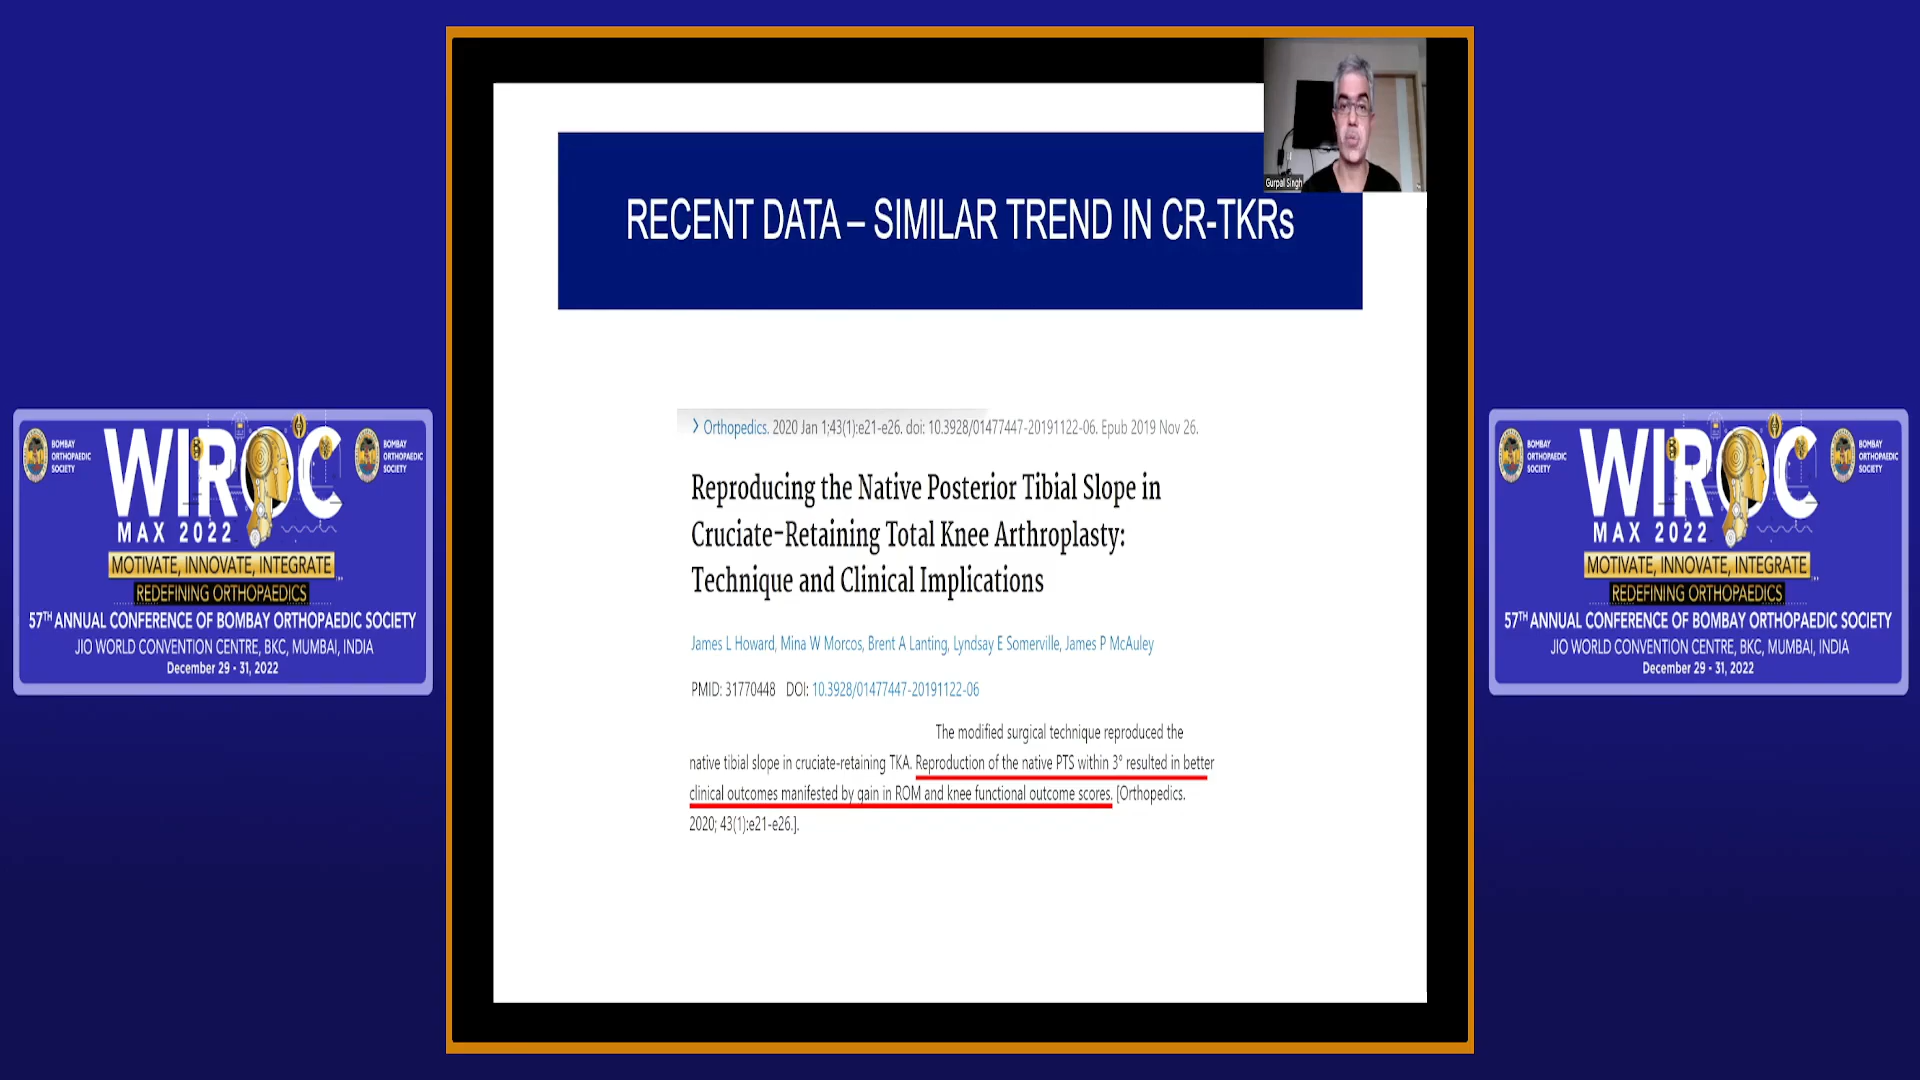 Gurpal Singh
RECENT DATA – SIMILAR TREND IN CR-TKRs
Orthopedics. 2020 Jan 1;43(1):e21-e26. doi: 10.3928/01477447-20191122-06. Epub 2019 Nov 26.
Reproducing the Native Posterior Tibial Slope in
Cruciate-Retaining Total Knee Arthroplasty:
Technique and Clinical Implications
James L Howard, Mina W Morcos, Brent A Lanting, Lyndsay E Somerville, James P McAuley
PMID: 31770448 DOI: 10.3928/01477447-20191122-06
The modified surgical technique reproduced the
native tibial slope in cruciate-retaining TKA. Reproduction of the native PTS within 3° resulted in better
clinical outcomes manifested by gain in ROM and knee functional outcome scores. [Orthopedics.
2020; 43(1):e21-e26.].
BOMBAY
ORTHOPAEDIC
SOCIETY
WIROC
BOMBAY
ORTHOPAEDIC
SOCIETY
MAX 2022
MOTIVATE, INNOVATE, INTEGRATE
REDEFINING ORTHOPAEDICS
57TH ANNUAL CONFERENCE OF BOMBAY ORTHOPAEDIC SOCIETY
JIO WORLD CONVENTION CENTRE, BKC, MUMBAI, INDIA
December 29 - 31, 2022
BOMBAY
ORTHOPAEDIC
SOCIETY
WIROC
BOMBAY
ORTHOPAEDIC
SOCIETY
MAX 2022
MOTIVATE, INNOVATE, INTEGRATE
REDEFINING ORTHOPAEDICS
57TH ANNUAL CONFERENCE OF BOMBAY ORTHOPAEDIC SOCIETY
JIO WORLD CONVENTION CENTRE, BKC, MUMBAI, INDIA
December 29 - 31, 2022